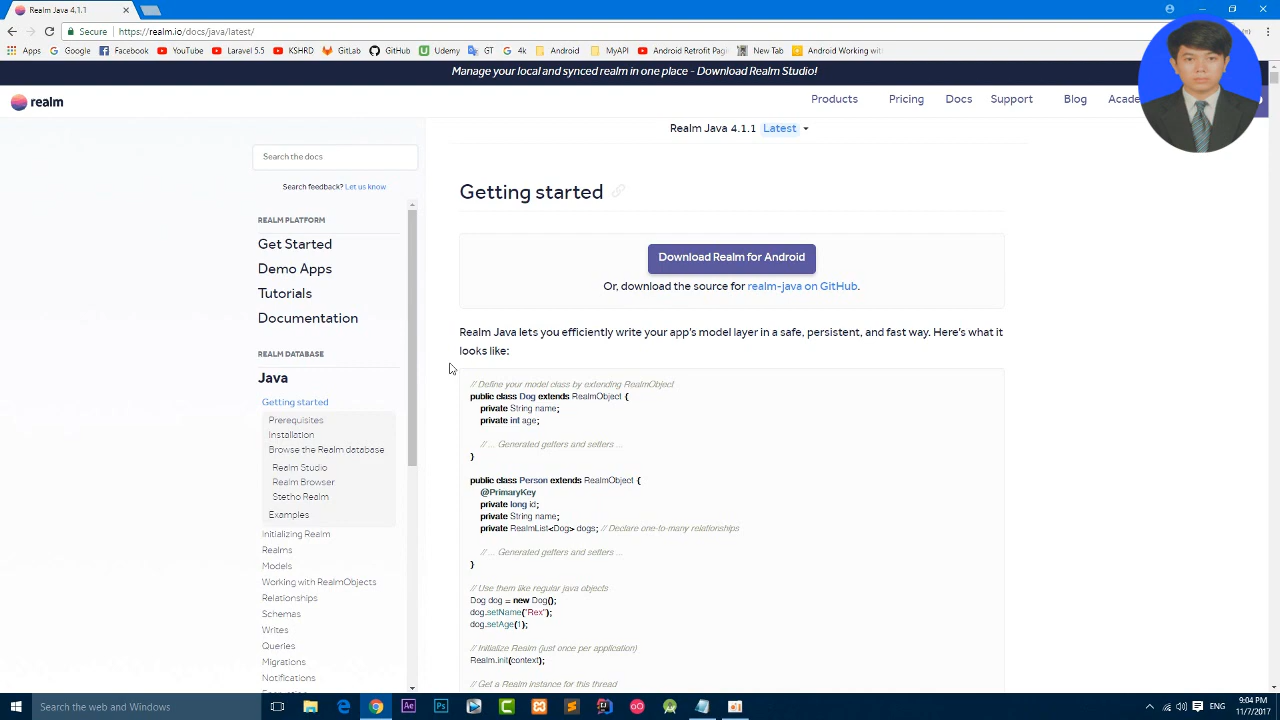 Realm Java 4.1.1
Secure
https://realm.io/docs/java/latest/
Apps
Google
Facebook
YouTube
Laravel 5.5
KSHRD
GitLab
GitHub
Udemy
GT
4k
Android
MyAPI
Android Retrofit Pag
New Tab
Android Working wit
Manage your local and synced realm in one place - Download Realm Studio!
realm
Products
Pricing
Docs
Support
Blog
Acade
Realm Java 4.1.1 Latest
Search the docs
Search feedback? Let us know
REALM PLATFORM
Get Started
Demo Apps
Tutorials
Documentation
REALM DATABASE
Java
Getting started
Prerequisites
Installation
Browse the Realm database
Realm Studio
Realm Browser
Stetho Realm
Examples
Initializing Realm
Realms
Models
Working with RealmObjects
Relationships
Schemas
Writes
Queries
Migrations
Notifications
Getting started
Download Realm for Android
Or, download the source for realm-java on GitHub.
Realm Java lets you efficiently write your app's model layer in a safe, persistent, and fast way. Here's what it
looks like:
// Define your model class by extending RealmObject
public class Dog extends RealmObject {
private String name;
private int age;
// ... Generated getters and setters ...
}
public class Person extends RealmObject {
@PrimaryKey
private long id;
private String name;
private RealmList<Dog> dogs; // Declare one-to-many relationships
// ... Generated getters and setters ...
}
// Use them like regular java objects
Dog dog = new Dog();
dog.setName("Rex");
dog.setAge(1);
// Initialize Realm (just once per application)
Realm.init(context);
// Get a Realm instance for this thread
Search the web and Windows
ENG
9:04 PM
11/7/2017